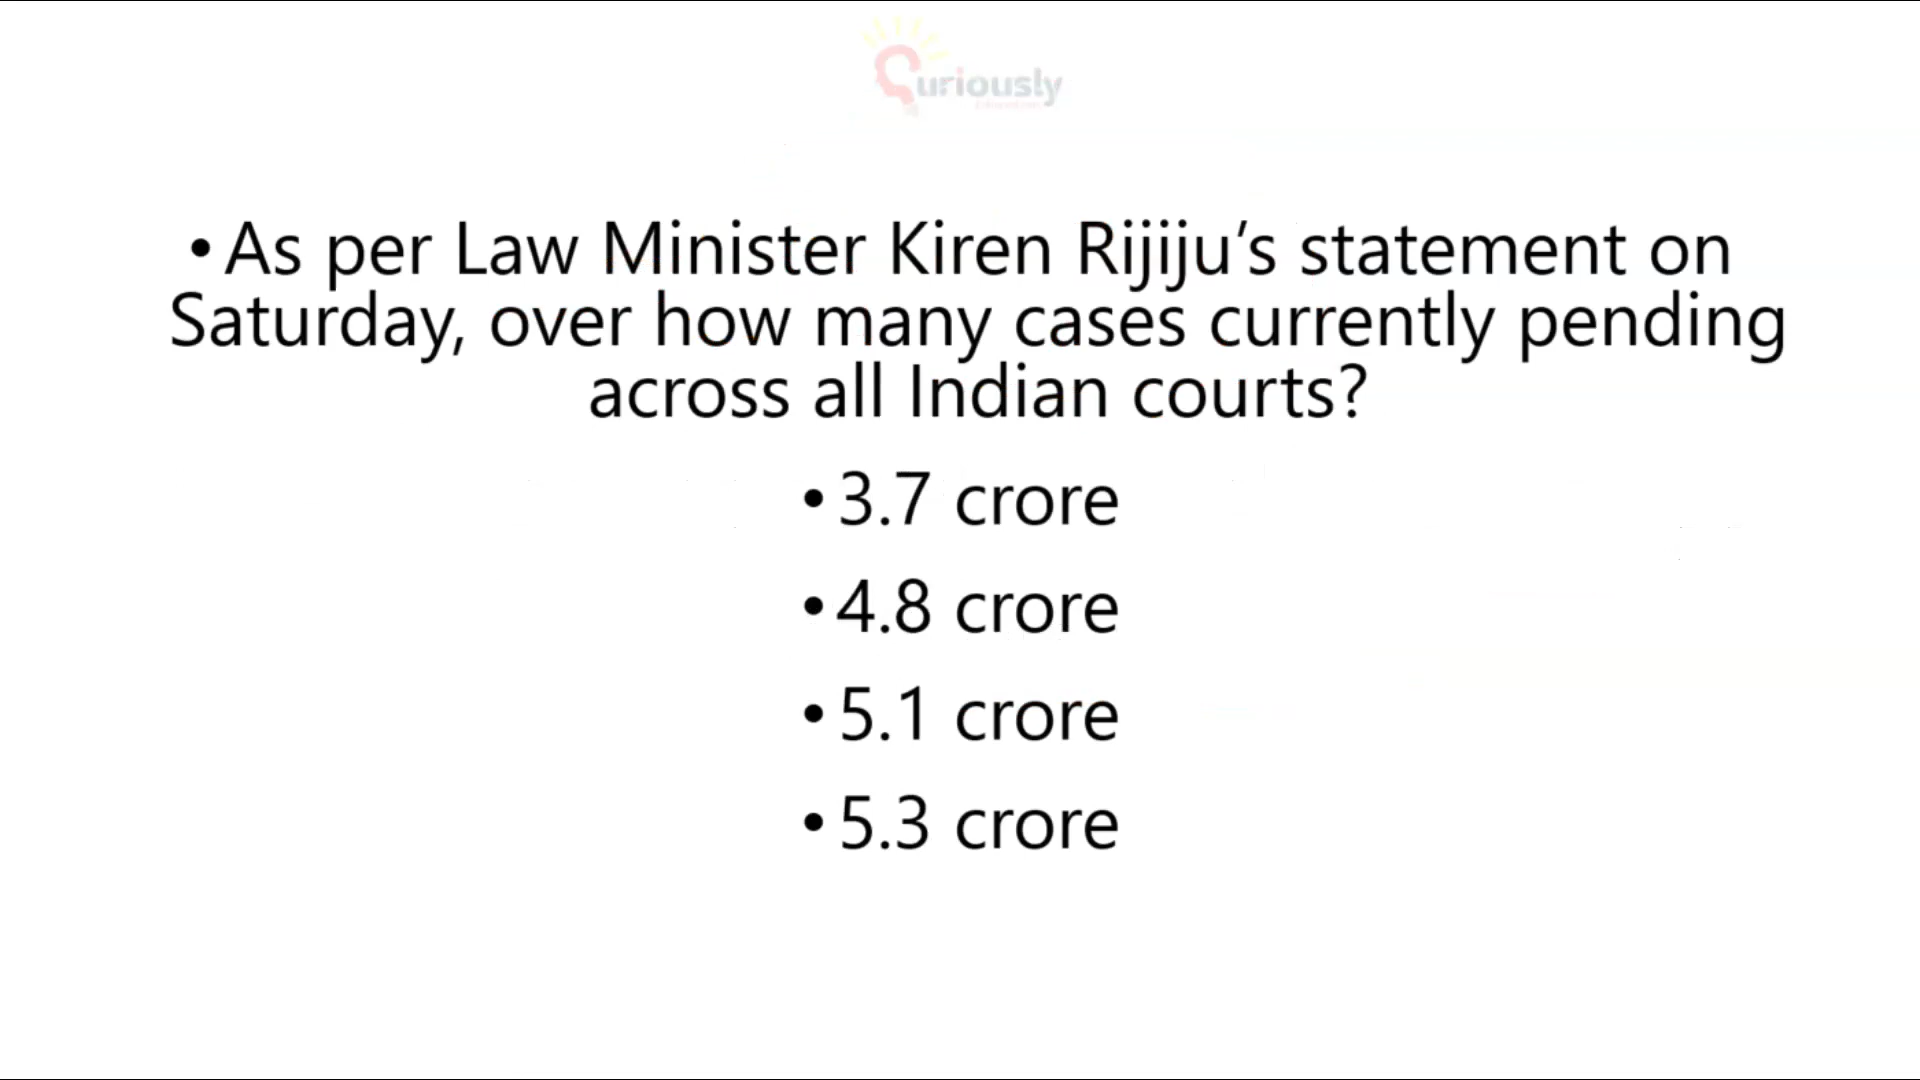 uriously
• As per Law Minister Kiren Rijiju’s statement on
Saturday, over how many cases currently pending
across all Indian courts?
• 3.7 crore
• 4.8 crore
• 5.1 crore
• 5.3 crore